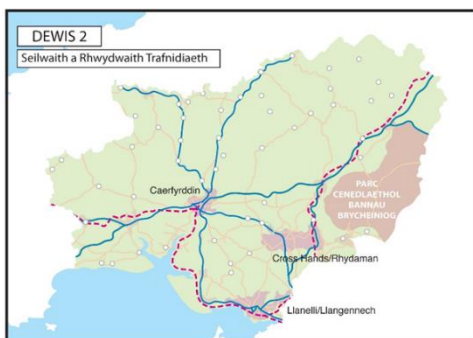 DEWIS 2
Seilwaith a Rhwydwaith Trafnidiaeth
Caerfyrddin
PARC
CENEDLAETHOL
BANNAU
BRYCHEINIOG
Cross Hands/Rhydaman
Llanelli/Llangennech